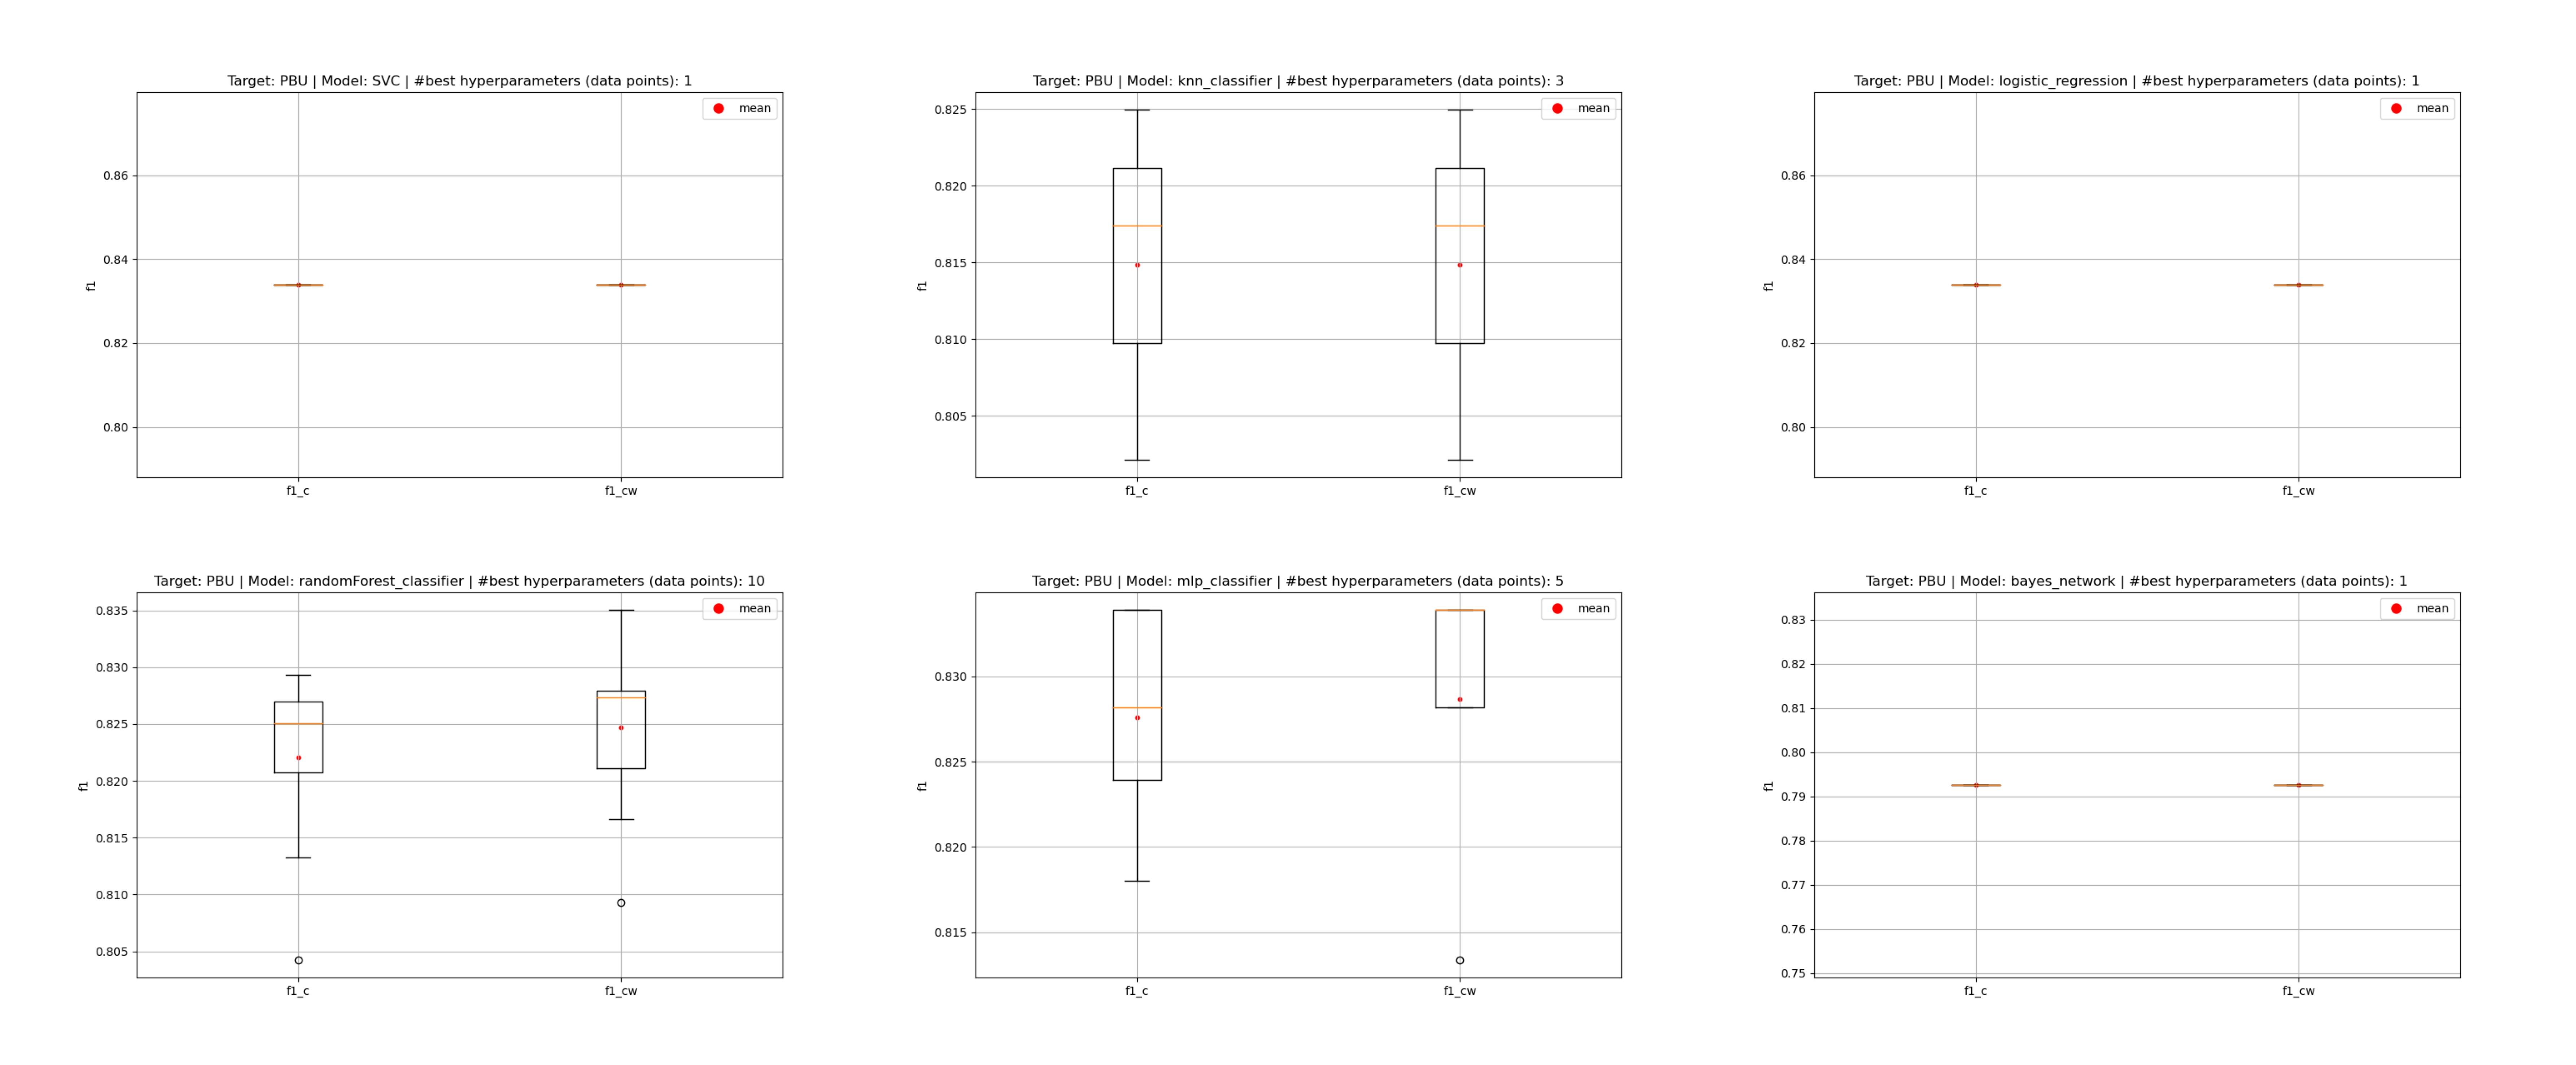 Target: PBU | Model: SVC | #best hyperparameters (data points): 1
mean
0.86
0.84
0.82
0.80
f1
f1_c
f1_cw
Target: PBU | Model: knn_classifier | #best hyperparameters (data points): 3
mean
0.825
0.820
0.815
0.810
0.805
f1
f1_c
f1_cw
Target: PBU | Model: logistic_regression | #best hyperparameters (data points): 1
mean
0.86
0.84
0.82
0.80
f1
f1_c
f1_cw
Target: PBU | Model: randomForest_classifier | #best hyperparameters (data points): 10
mean
0.835
0.830
0.825
0.820
0.815
0.810
0.805
f1
f1_c
f1_cw
Target: PBU | Model: mlp_classifier | #best hyperparameters (data points): 5
mean
0.830
0.825
0.820
0.815
f1
f1_c
f1_cw
Target: PBU | Model: bayes_network | #best hyperparameters (data points): 1
mean
0.83
0.82
0.81
0.80
0.79
0.78
0.77
0.76
0.75
f1
f1_c
f1_cw